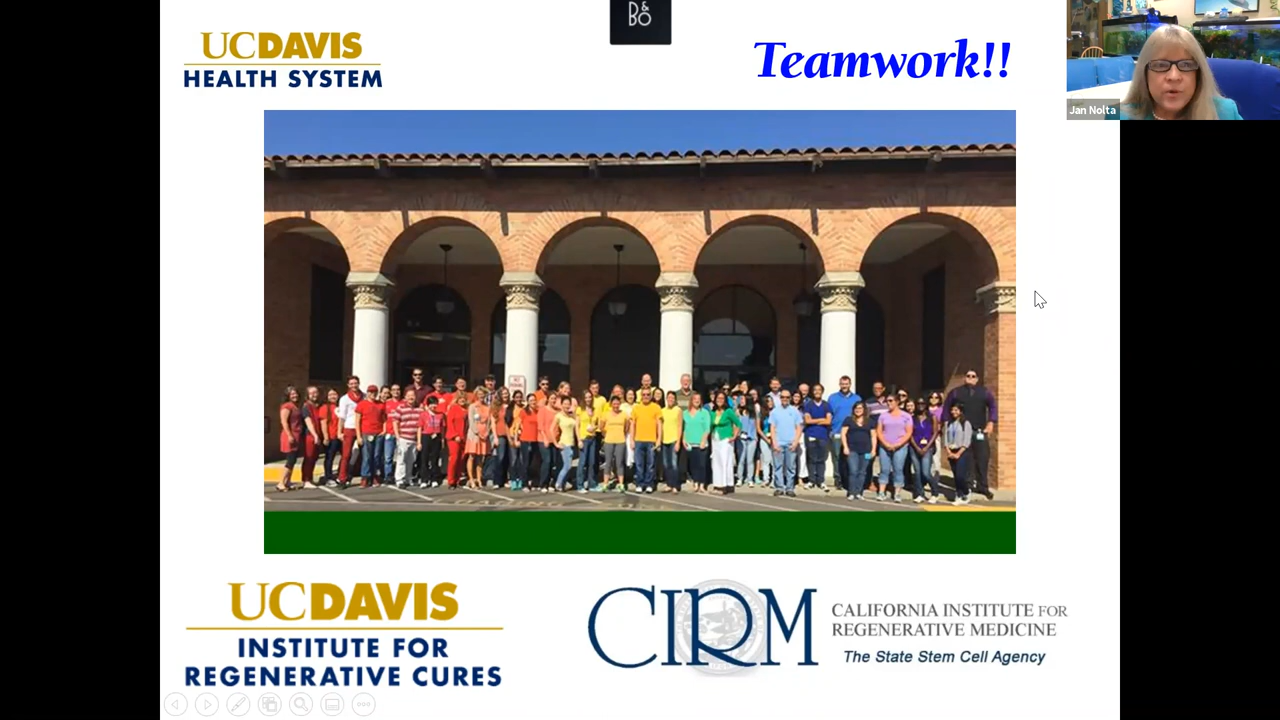 UCDAVIS
HEALTH SYSTEM
B&
BO
Teamwork!!
Jan Nolta
UCDAVIS
INSTITUTE FOR
REGENERATIVE CURES
CIRM
CALIFORNIA INSTITUTE FOR
REGENERATIVE MEDICINE
The State Stem Cell Agency